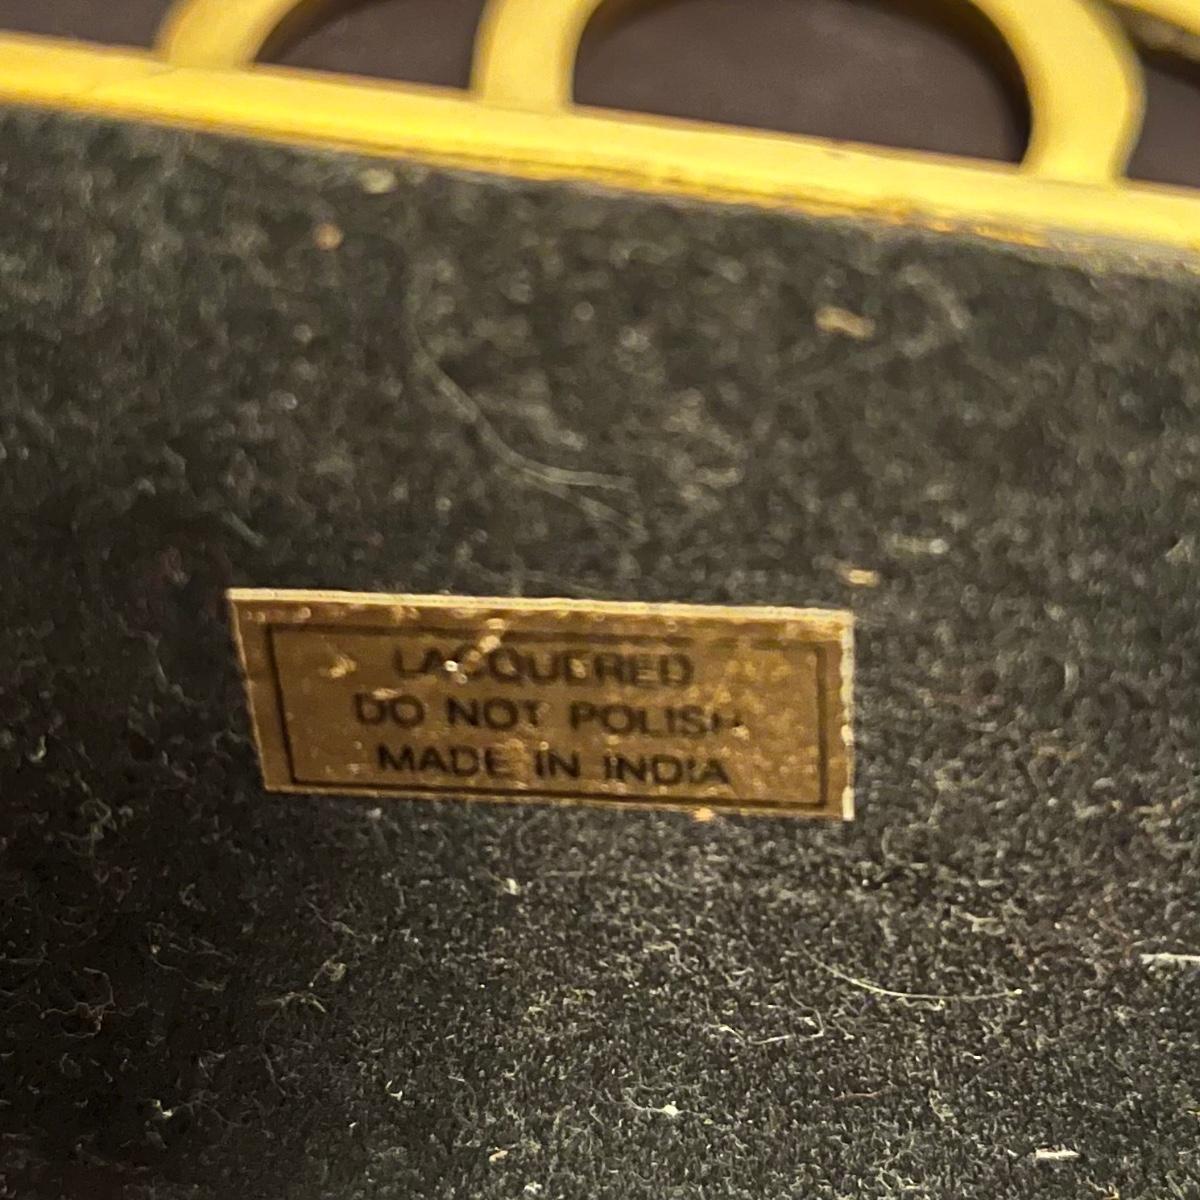 LACQUERED
DO NOT POLISH
MADE IN INDIA